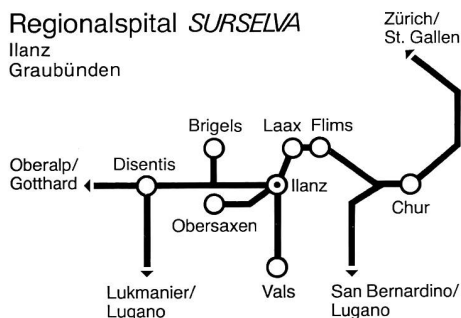 Regionalspital SURSELVA
Ilanz
Graubünden
Zürich/
St. Gallen
Brigels
Laax
Flims
Oberalp/
Gotthard
Disentis
Ilanz
Chur
Obersaxen
Lukmanier/
Lugano
Vals
San Bernardino/
Lugano